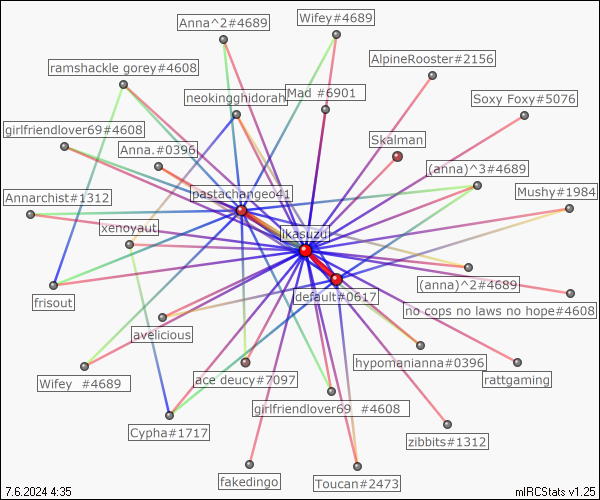 Anna^2#4689
Wifey#4689
AlpineRooster#2156
ramshackle gorey#4608
neokingghidorah
Mad #6901
Soxy Foxy#5076
girlfriendlover69#4608
Anna.#0396
Skalman
(anna)^3#4689
Mushy#1984
Annarchist#1312
pastachangeo41
xenoyaut
ikasuzu
(anna)^2#4689
frisout
default#0617
no cops no laws no hope#4608
avelicious
hypomanianna#0396
rattgaming
Wifey #4689
ace deucy#7097
girlfriendlover69 #4608
Cypha#1717
zibbits#1312
fakedingo
Toucan#2473
7.6.2024 4:35
mIRCStats v1.25